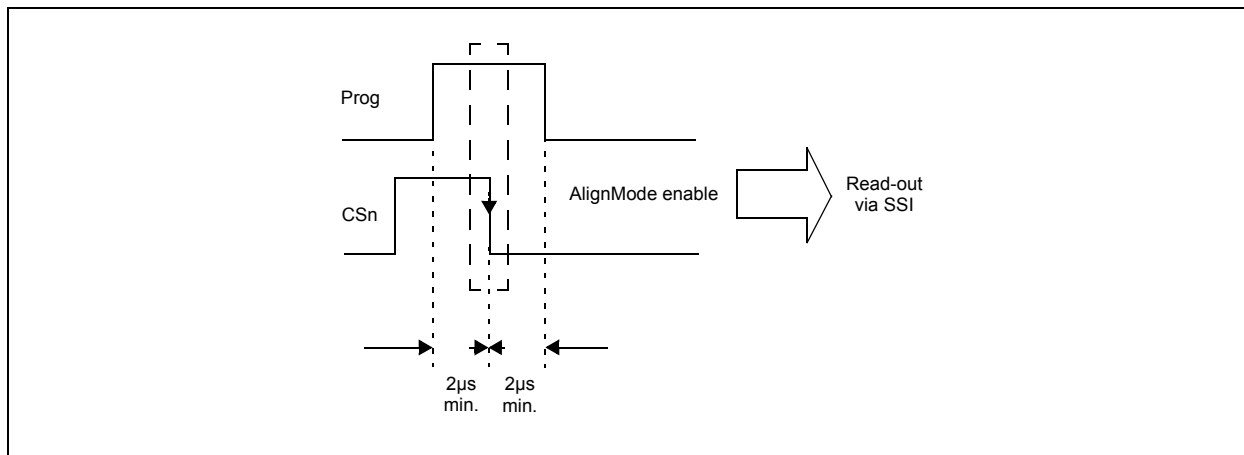 Prog
CSn
AlignMode enable
Read-out
via SSI
2µs
min.
2µs
min.